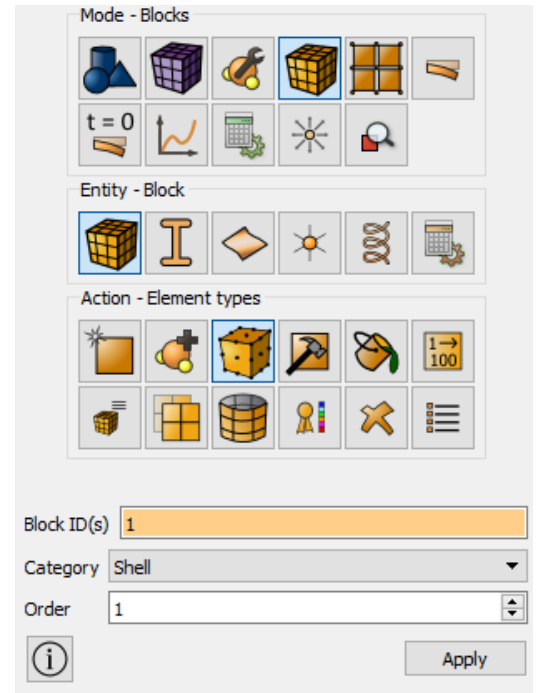 Mode - Blocks
t = 0
Entity - Block
Action - Element types
1→
100
Block ID(s) 1
Category Shell
Order 1
i Apply